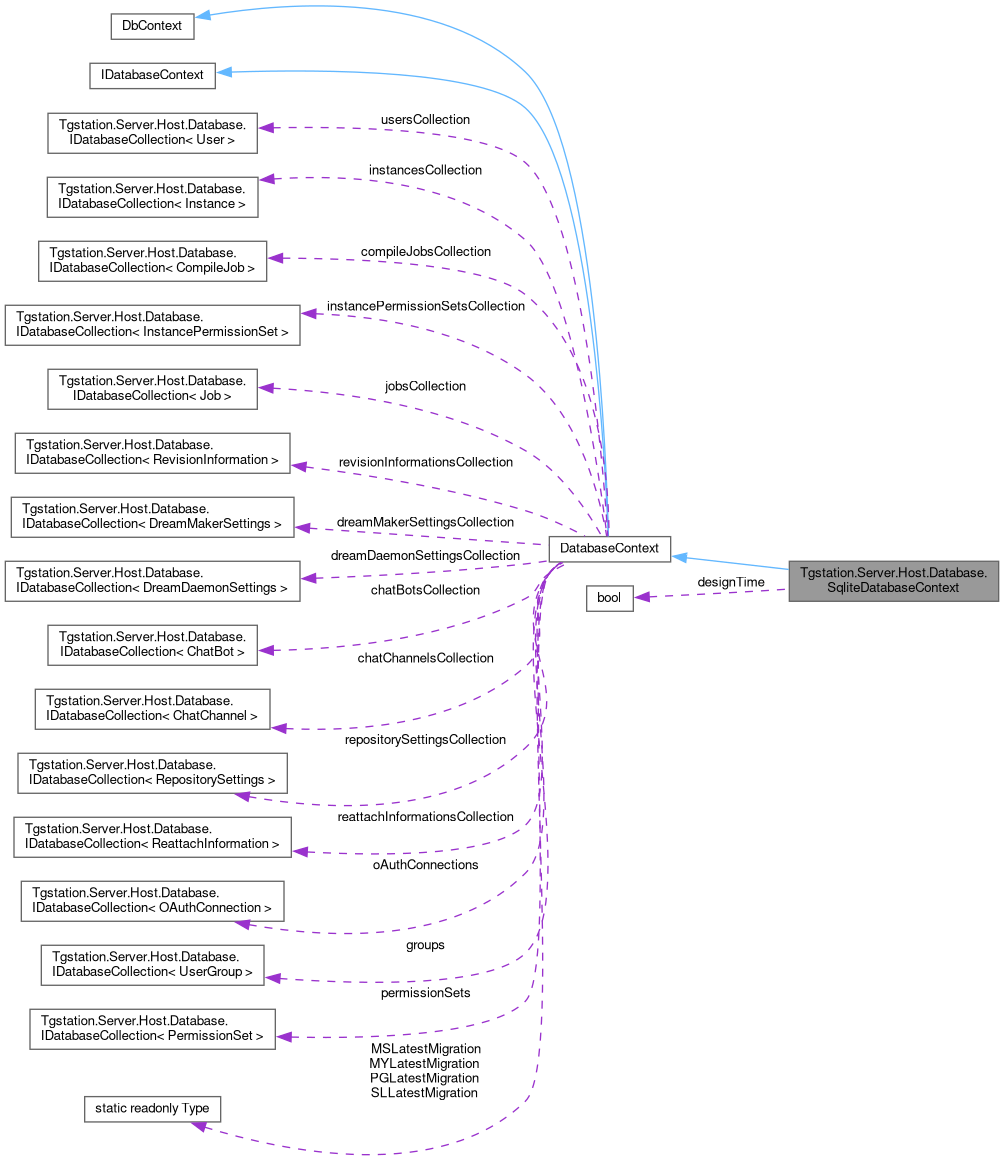 DbContext
IDatabaseContext
Tgstation.Server.Host.Database.
IDatabaseCollection< User >
usersCollection
Tgstation.Server.Host.Database.
IDatabaseCollection< Instance >
instancesCollection
Tgstation.Server.Host.Database.
IDatabaseCollection< CompileJob >
compileJobsCollection
Tgstation.Server.Host.Database.
IDatabaseCollection< InstancePermissionSet >
instancePermissionSetsCollection
Tgstation.Server.Host.Database.
IDatabaseCollection< Job >
jobsCollection
Tgstation.Server.Host.Database.
IDatabaseCollection< RevisionInformation >
revisionInformationsCollection
Tgstation.Server.Host.Database.
IDatabaseCollection< DreamMakerSettings >
dreamMakerSettingsCollection
DatabaseContext
Tgstation.Server.Host.Database.
IDatabaseCollection< DreamDaemonSettings >
dreamDaemonSettingsCollection
bool
designTime
Tgstation.Server.Host.Database.
SqliteDatabaseContext
Tgstation.Server.Host.Database.
IDatabaseCollection< ChatBot >
chatBotsCollection
Tgstation.Server.Host.Database.
IDatabaseCollection< ChatChannel >
chatChannelsCollection
Tgstation.Server.Host.Database.
IDatabaseCollection< RepositorySettings >
repositorySettingsCollection
Tgstation.Server.Host.Database.
IDatabaseCollection< ReattachInformation >
reattachInformationsCollection
Tgstation.Server.Host.Database.
IDatabaseCollection< OAuthConnection >
oAuthConnections
Tgstation.Server.Host.Database.
IDatabaseCollection< UserGroup >
groups
Tgstation.Server.Host.Database.
IDatabaseCollection< PermissionSet >
permissionSets
MSLatestMigration
MYLatestMigration
PGLatestMigration
SLLatestMigration
static readonly Type